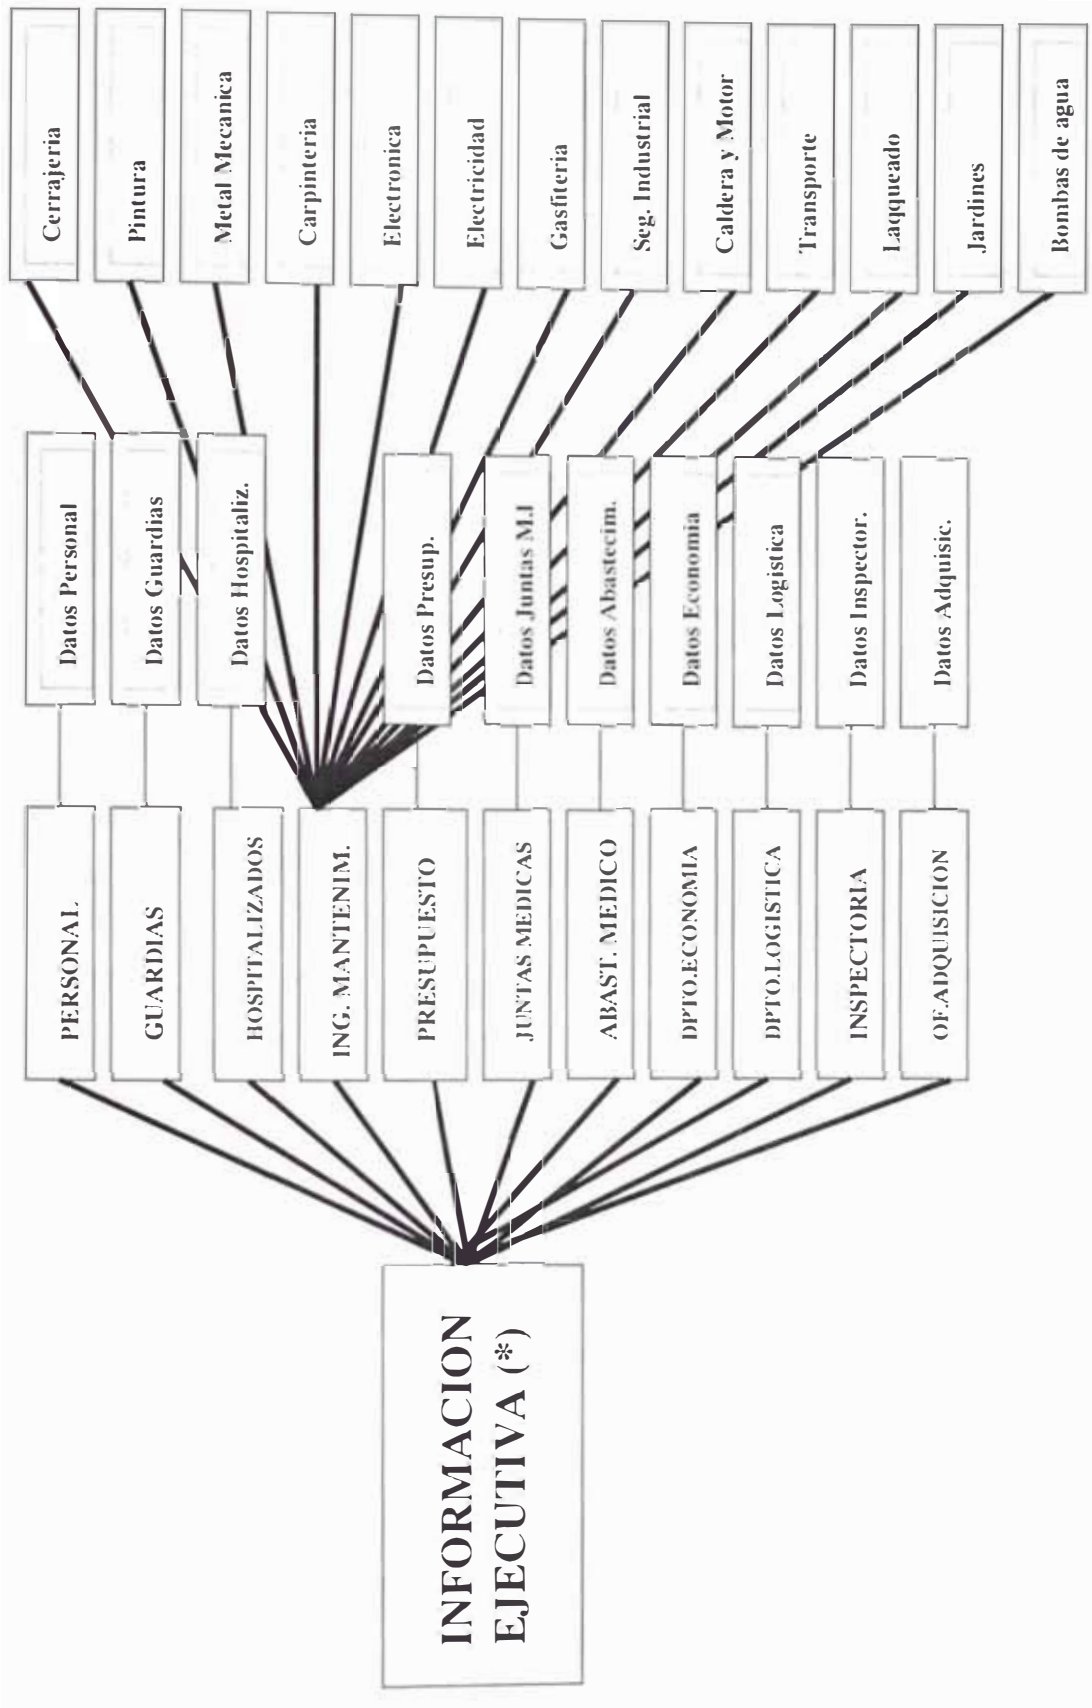 INFORMACION
EJECUTIVA (*)
PERSONAL
GUARDIAS
HOSPITALIZADOS
ING. MANTENIM.
PRESUPUESTO
JUNTAS MEDICAS
ABAST. MEDICO
DPTO.ECONOMIA
DPTO.LOGISTICA
INSPECTORIA
OF.ADQUISICION
Datos Personal
Datos Guardias
Datos Hospitaliz.
Datos Presup.
Datos Juntas M.I
Datos Abastecim.
Datos Economia
Datos Logistica
Datos Inspector.
Datos Adquisic.
Cerrajeria
Pintura
Metal Mecanica
Carpinteria
Electronica
Electricidad
Gasfiteria
Seg. Industrial
Caldera y Motor
Transporte
Laqqueado
Jardines
Bombas de agua